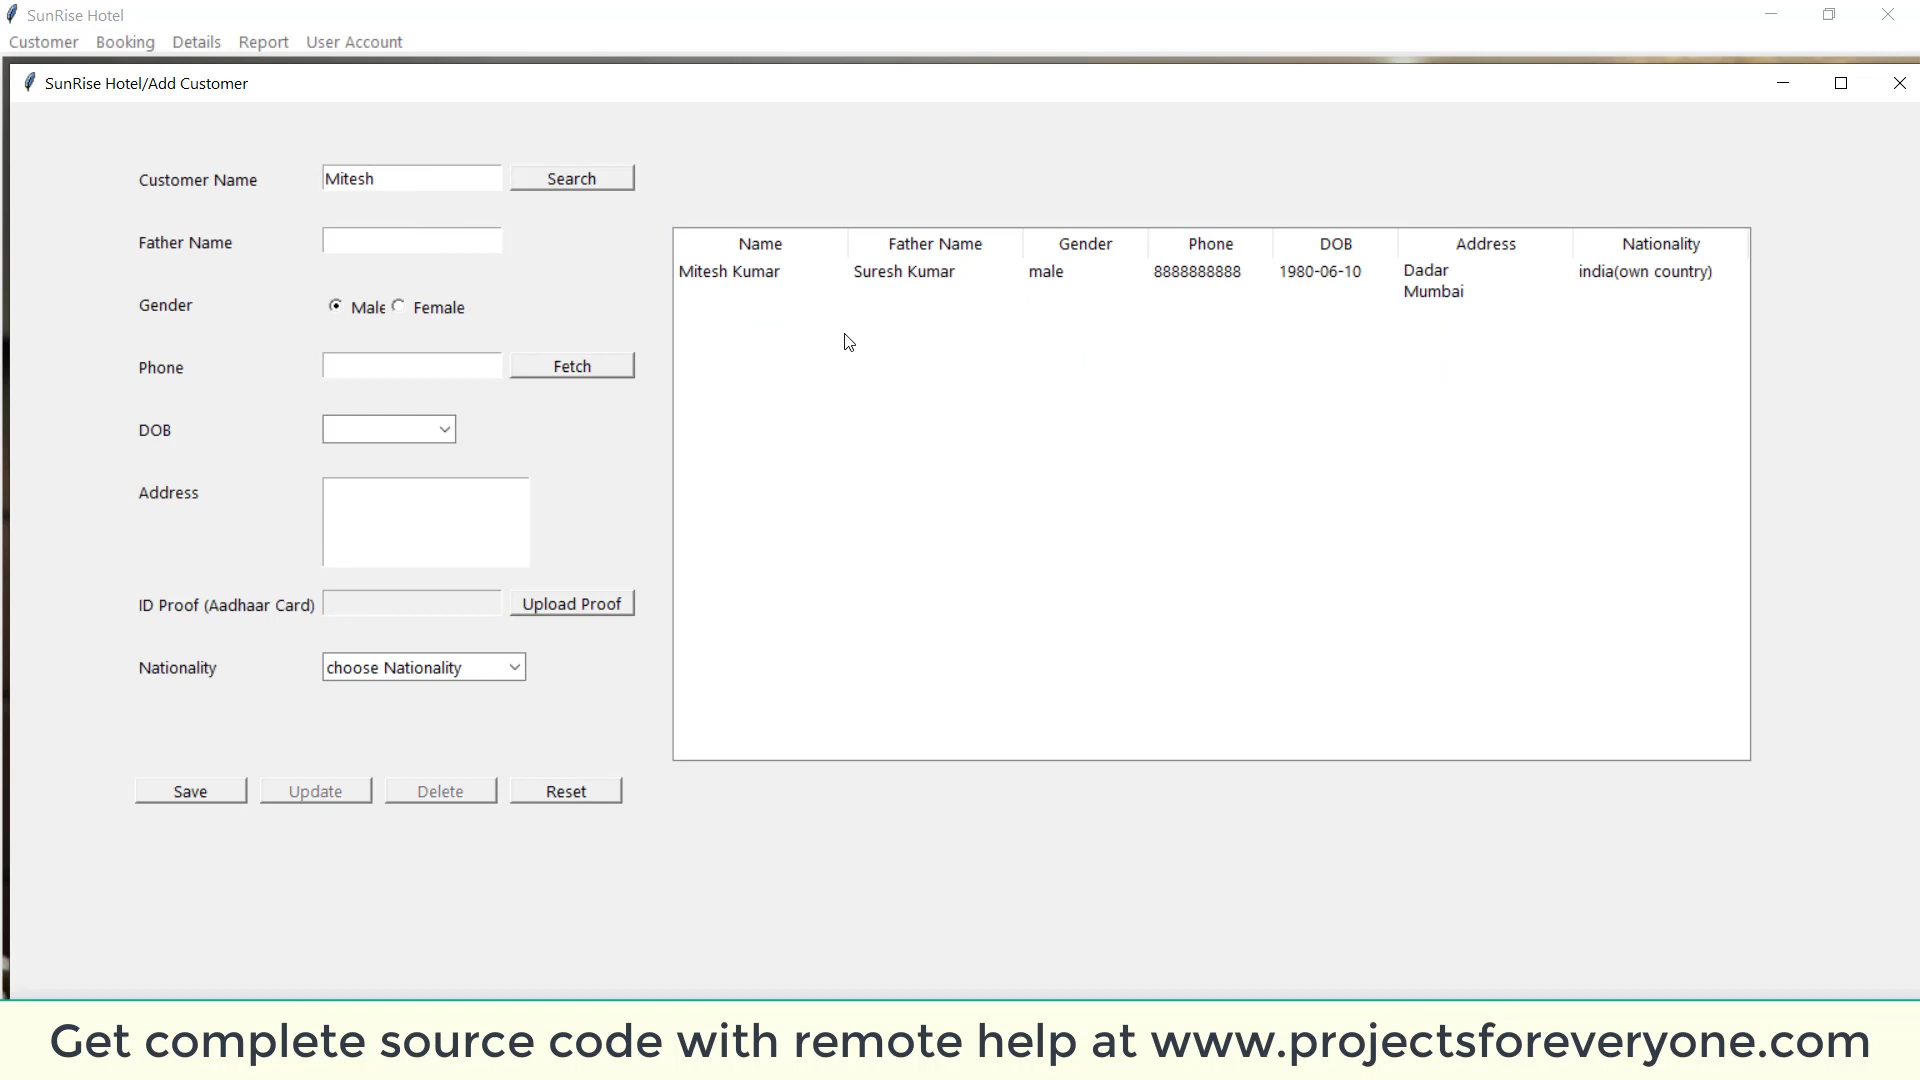 SunRise Hotel
Customer Booking Details Report User Account
SunRise Hotel/Add Customer
Customer Name Mitesh Search
Father Name
Gender Male Female
Phone Fetch
DOB
Address
ID Proof (Aadhaar Card) Upload Proof
Nationality choose Nationality
Save Update Delete Reset
Name Father Name Gender Phone DOB Address Nationality
Mitesh Kumar Suresh Kumar male 8888888888 1980-06-10 Dadar india(own country)
Mumbai
Get complete source code with remote help at www.projectsforeveryone.com